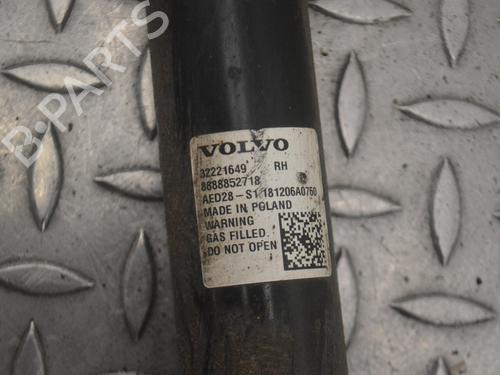 B-PARTS
VOLVO
32221649 RH
8888852718
AED28-S1 181206A0760
MADE IN POLAND
WARNING
GAS FILLED
DO NOT OPEN